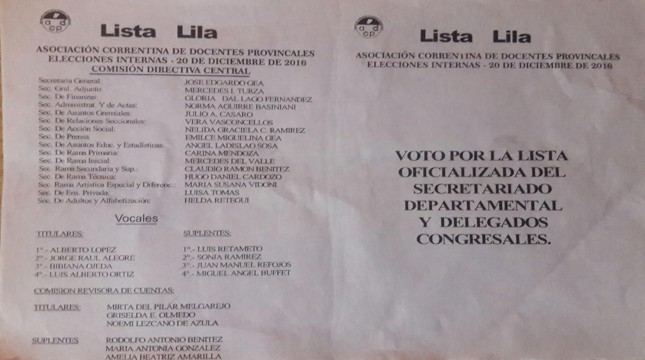 Lista Lila
ASOCIACIÓN CORRENTINA DE DOCENTES PROVINCALES
ELECCIONES INTERNAS - 20 DE DICIEMBRE DE 2016
COMISIÓN DIRECTIVA CENTRAL
Secretaria General: JOSE EDGARDO GEA
Sec. Gral. Adjunto: MERCEDES I. TURZA
Sec. De Finanzas: GLORIA DAL LAGO FERNANDEZ
Sec. Administrat. Y de Actas: NORMA AGUIRRE BASINIANI
Sec. De Asuntos Gremiales: JULIO A. CASARO
Sec. De Relaciones Seccionales: VERA VASCONCELLOS
Sec. De Acción Social: NELIDA GRACIELA C. RAMIREZ
Sec. De Prensa EMILCE MIGUELINA GEA
Sec. De Asuntos Educ. y Estadísticas: ANGEL LADISLAO SOSA
Sec. De Rama Primaria: CARINA MENDOZA
Sec. De Rama Inicial: MERCEDES DEL VALLE
Sec. Rama Secundaria y Sup.: CLAUDIO RAMON BENITEZ
Sec. De Rama Técnica: HUGO DANIEL CARDOZO
Sec. Rama Artística Especial y Diferenc.: MARIA SUSANA VIDONI
Sec. De Ens. Privada: LUISA TOMAS
Sec. De Adultos y Alfabetización: HELDA RETEGUI
Vocales
TITULARES: SUPLENTES:
1º.- ALBERTO LOPEZ 1º.- LUIS RETAMETO
2º.- JORGE RAUL ALEGRE 2º.- SONIA RAMIREZ
3º.- BIBIANA OJEDA 3º.- JUAN MANUEL REFOJOS
4º.- LUIS ALBERTO ORTIZ 4º.- MIGUEL ANGEL BUFFET
COMISION REVISORA DE CUENTAS:
TITULARES: MIRTA DEL PILAR MELGAREJO
GRISELDA E. OLMEDO
NOEMI LEZCANO DE AZULA
SUPLENTES RODOLFO ANTONIO BENITEZ
MARIA ANTONIA GONZALEZ
AMELIA BEATRIZ AMARILLA
Lista Lila
ASOCIACIÓN CORRENTINA DE DOCENTES PROVINCALES
ELECCIONES INTERNAS - 20 DE DICIEMBRE DE 2016
VOTO POR LA LISTA
OFICIALIZADA DEL
SECRETARIADO
DEPARTAMENTAL
Y DELEGADOS
CONGRESALES.